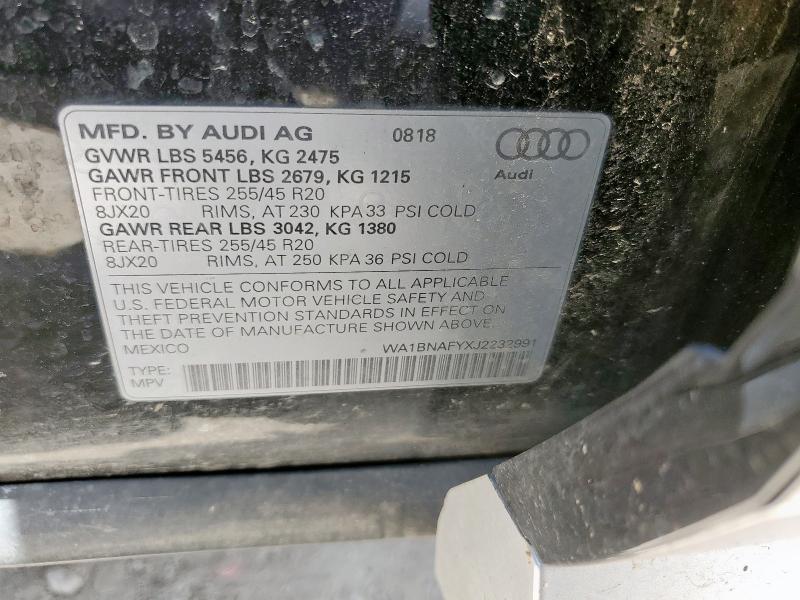 MFD. BY AUDI AG 0818
Audi
GVWR LBS 5456, KG 2475
GAWR FRONT LBS 2679, KG 1215
FRONT-TIRES 255/45 R20
8JX20 RIMS, AT 230 KPA 33 PSI COLD
GAWR REAR LBS 3042, KG 1380
REAR-TIRES 255/45 R20
8JX20 RIMS, AT 250 KPA 36 PSI COLD
THIS VEHICLE CONFORMS TO ALL APPLICABLE
U.S. FEDERAL MOTOR VEHICLE SAFETY AND
THEFT PREVENTION STANDARDS IN EFFECT ON
THE DATE OF MANUFACTURE SHOWN ABOVE.
MEXICO WA1BNAFYXJ2232991
TYPE:
MPV